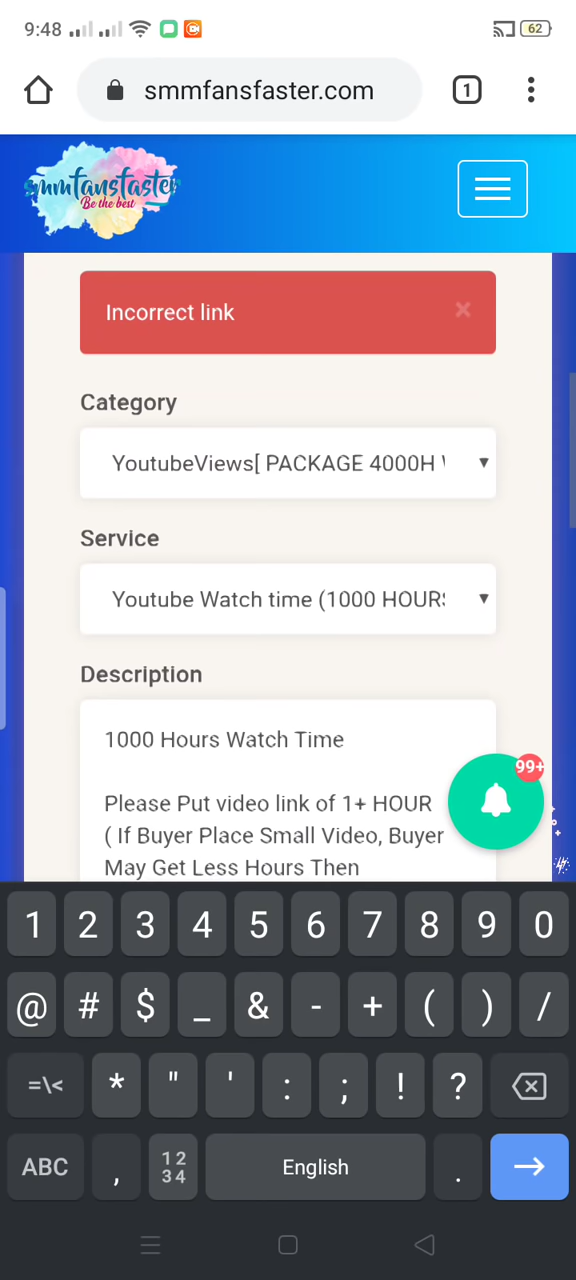 9:48
62
smmfansfaster.com
1
smmfansfaster
Be the best
Incorrect link
×
Category
YoutubeViews[ PACKAGE 4000H
Service
Youtube Watch time (1000 HOUR
Description
1000 Hours Watch Time
99+
Please Put video link of 1+ HOUR
( If Buyer Place Small Video, Buyer
May Get Less Hours Then
1 2 3 4 5 6 7 8 9 0
@ # $ _ & - + ( ) /
=\< * " ' : ; ! ?
ABC , 12 34 English .